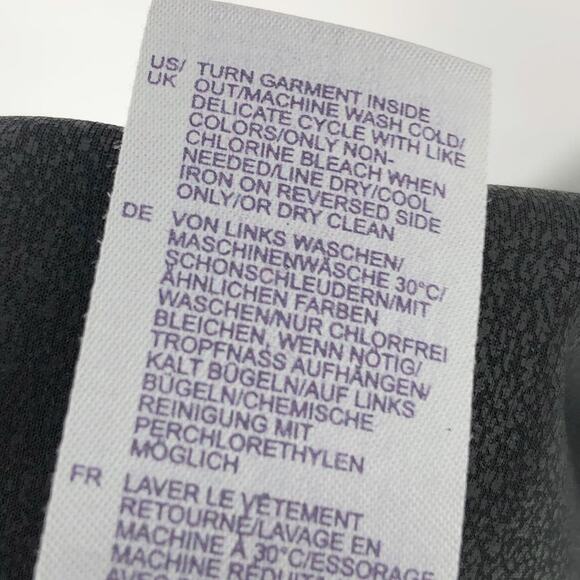 US/ TURN GARMENT INSIDE
UK OUT/MACHINE WASH COLD/
DELICATE CYCLE WITH LIKE
COLORS/ONLY NON-
CHLORINE BLEACH WHEN
NEEDED/LINE DRY/COOL
IRON ON REVERSED SIDE
ONLY/OR DRY CLEAN
DE VON LINKS WASCHEN/
MASCHINENWÄSCHE 30°C/
SCHONSCHLEUDERN/MIT
ÄHNLICHEN FARBEN
WASCHEN/NUR CHLORFREI
BLEICHEN, WENN NÖTIG/
TROPFNASS AUFHÄNGEN/
KALT BÜGELN/AUF LINKS
BÜGELN/CHEMISCHE
REINIGUNG MIT
PERCHLORETHYLEN
MÖGLICH
FR LAVER LE VÊTEMENT
RETOURNÉ/LAVAGE EN
MACHINE À 30°C/ESSORAGE
MACHINE RÉDUIT/